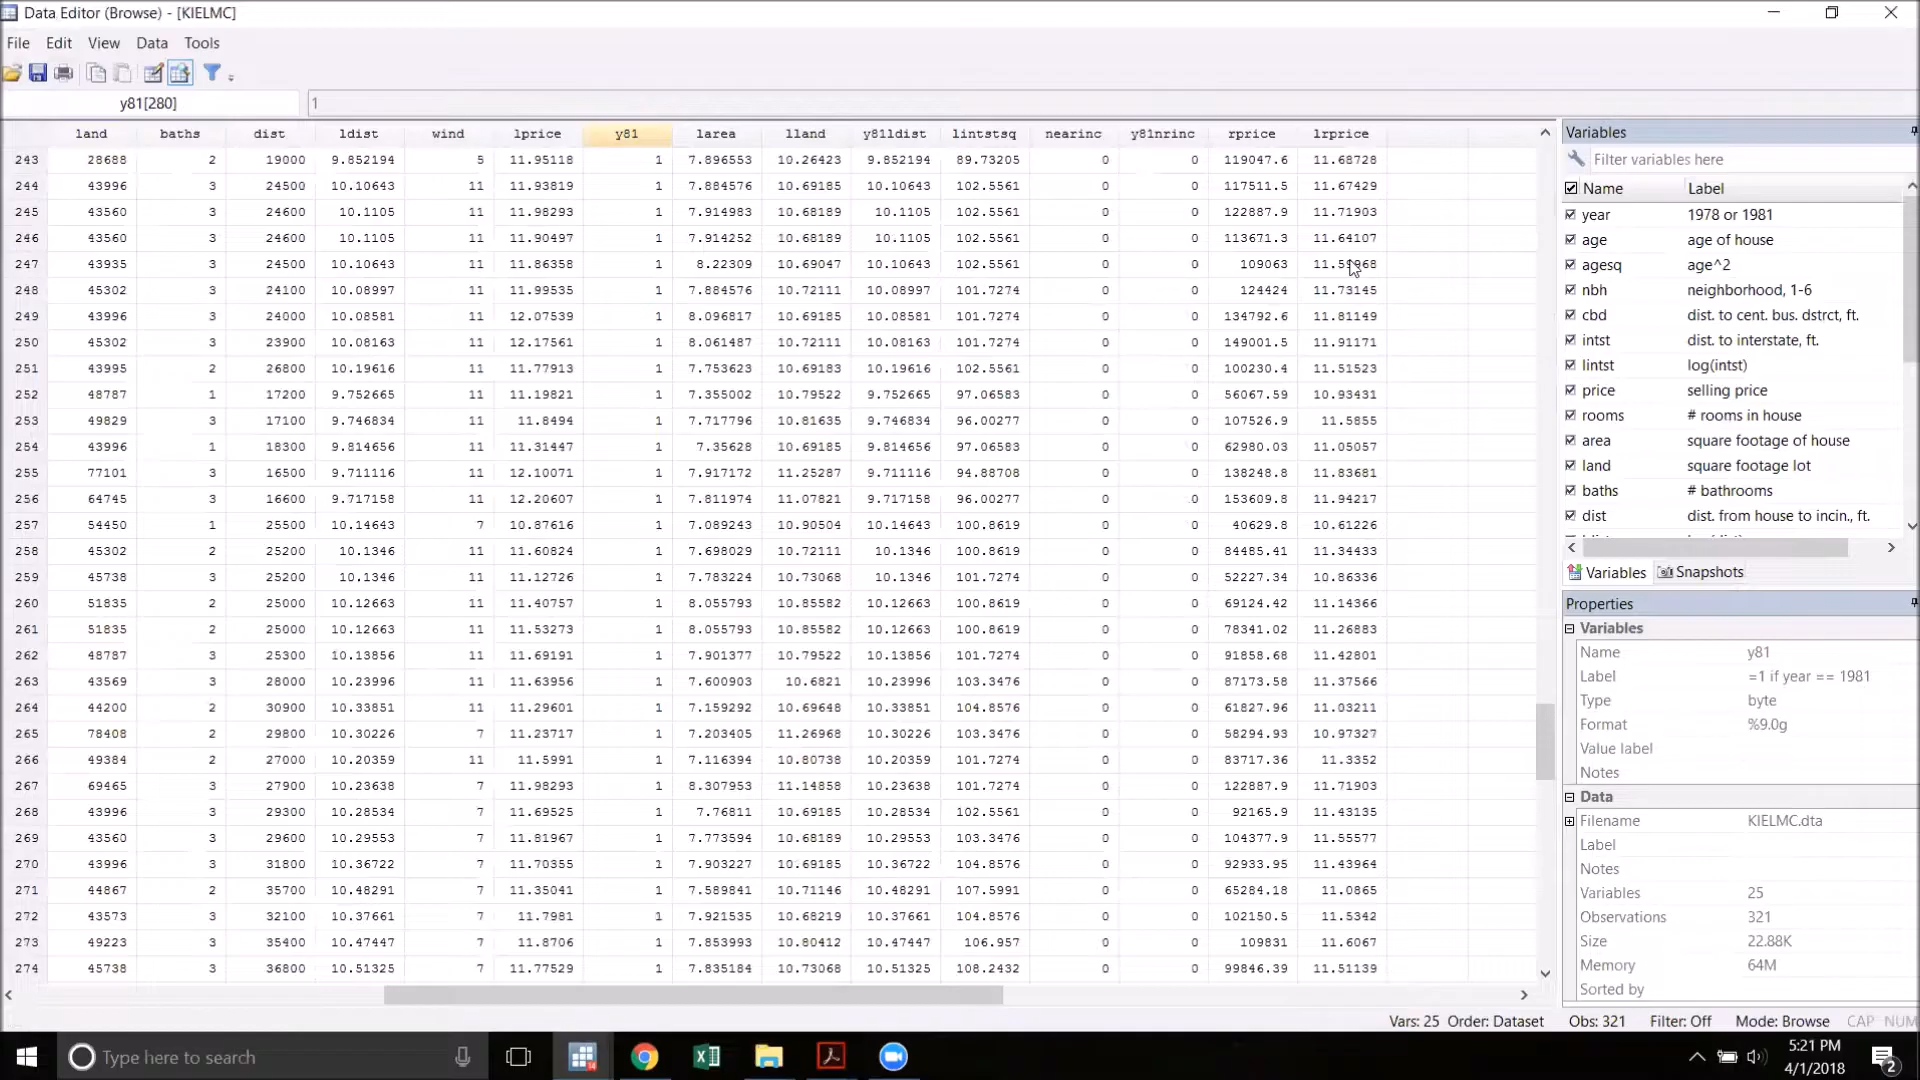 Data Editor (Browse) - [KIELMC]
File Edit View Data Tools
y81[280] 1
land baths dist ldist wind lprice y81 larea lland y81ldist lintstsq nearinc y81nrinc rprice lrprice
243 28688 2 19000 9.852194 5 11.95118 1 7.896553 10.26423 9.852194 89.73205 0 0 119047.6 11.68728
244 43996 3 24500 10.10643 11 11.93819 1 7.884576 10.69185 10.10643 102.5561 0 0 117511.5 11.67429
245 43560 3 24600 10.1105 11 11.98293 1 7.914983 10.68189 10.1105 102.5561 0 0 122887.9 11.71903
246 43560 3 24600 10.1105 11 11.90497 1 7.914252 10.68189 10.1105 102.5561 0 0 113671.3 11.64107
247 43935 3 24500 10.10643 11 11.86358 1 8.22309 10.69047 10.10643 102.5561 0 0 109063
248 45302 3 24100 10.08997 11 11.99535 1 7.884576 10.72111 10.08997 101.7274 0 0 124424 11.73145
249 43996 3 24000 10.08581 11 12.07539 1 8.096817 10.69185 10.08581 101.7274 0 0 134792.6 11.81149
250 45302 3 23900 10.08163 11 12.17561 1 8.061487 10.72111 10.08163 101.7274 0 0 149001.5 11.91171
251 43995 2 26800 10.19616 11 11.77913 1 7.753623 10.69183 10.19616 102.5561 0 0 100230.4 11.51523
252 48787 1 17200 9.752665 11 11.19821 1 7.355002 10.79522 9.752665 97.06583 0 0 56067.59 10.93431
253 49829 3 17100 9.746834 11 11.8494 1 7.717796 10.81635 9.746834 96.00277 0 0 107526.9 11.5855
254 43996 1 18300 9.814656 11 11.31447 1 7.35628 10.69185 9.814656 97.06583 0 0 62980.03 11.05057
255 77101 3 16500 9.711116 11 12.10071 1 7.917172 11.25287 9.711116 94.88708 0 0 138248.8 11.83681
256 64745 3 16600 9.717158 11 12.20607 1 7.811974 11.07821 9.717158 96.00277 0 0 153609.8 11.94217
257 54450 1 25500 10.14643 7 10.87616 1 7.089243 10.90504 10.14643 100.8619 0 0 40629.8 10.61226
258 45302 2 25200 10.1346 11 11.60824 1 7.698029 10.72111 10.1346 100.8619 0 0 84485.41 11.34433
259 45738 3 25200 10.1346 11 11.12726 1 7.783224 10.73068 10.1346 101.7274 0 0 52227.34 10.86336
260 51835 2 25000 10.12663 11 11.40757 1 8.055793 10.85582 10.12663 100.8619 0 0 69124.42 11.14366
261 51835 2 25000 10.12663 11 11.53273 1 8.055793 10.85582 10.12663 100.8619 0 0 78341.02 11.26883
262 48787 3 25300 10.13856 11 11.69191 1 7.901377 10.79522 10.13856 101.7274 0 0 91858.68 11.42801
263 43569 3 28000 10.23996 11 11.63956 1 7.600903 10.6821 10.23996 103.3476 0 0 87173.58 11.37566
264 44200 2 30900 10.33851 11 11.29601 1 7.159292 10.69648 10.33851 104.8576 0 0 61827.96 11.03211
265 78408 2 29800 10.30226 7 11.23717 1 7.203405 11.26968 10.30226 103.3476 0 0 58294.93 10.97327
266 49384 2 27000 10.20359 11 11.5991 1 7.116394 10.80738 10.20359 101.7274 0 0 83717.36 11.3352
267 69465 3 27900 10.23638 7 11.98293 1 8.307953 11.14858 10.23638 101.7274 0 0 122887.9 11.71903
268 43996 3 29300 10.28534 7 11.69525 1 7.76811 10.69185 10.28534 102.5561 0 0 92165.9 11.43135
269 43560 3 29600 10.29553 7 11.81967 1 7.773594 10.68189 10.29553 103.3476 0 0 104377.9 11.55577
270 43996 3 31800 10.36722 7 11.70355 1 7.903227 10.69185 10.36722 104.8576 0 0 92933.95 11.43964
271 44867 2 35700 10.48291 7 11.35041 1 7.589841 10.71146 10.48291 107.5991 0 0 65284.18 11.0865
272 43573 3 32100 10.37661 7 11.7981 1 7.921535 10.68219 10.37661 104.8576 0 0 102150.5 11.5342
273 49223 3 35400 10.47447 7 11.8706 1 7.853993 10.80412 10.47447 106.957 0 0 109831 11.6067
274 45738 3 36800 10.51325 7 11.77529 1 7.835184 10.73068 10.51325 108.2432 0 0 99846.39 11.51139
Variables
Filter variables here
Name Label
year 1978 or 1981
age age of house
agesq age^2
nbh neighborhood, 1-6
cbd dist. to cent. bus. dstrct, ft.
intst dist. to interstate, ft.
lintst log(intst)
price selling price
rooms # rooms in house
area square footage of house
land square footage lot
baths # bathrooms
dist dist. from house to incin., ft.
Variables Snapshots
Properties
Variables
Name y81
Label =1 if year == 1981
Type byte
Format %9.0g
Value label
Notes
Data
Filename KIELMC.dta
Label
Notes
Variables 25
Observations 321
Size 22.88K
Memory 64M
Sorted by
Vars: 25 Order: Dataset Obs: 321 Filter: Off Mode: Browse CAP NUM
Type here to search
14
5:21 PM
4/1/2018
2